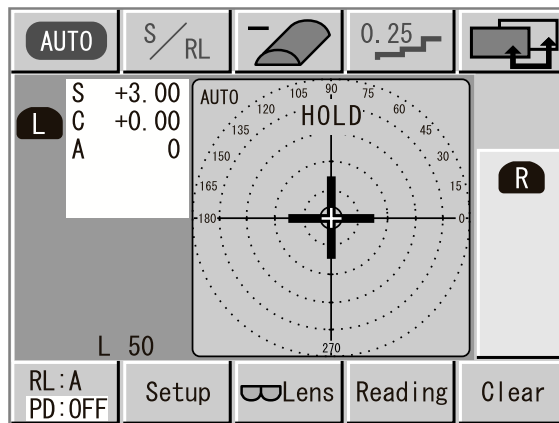 AUTO
S/RL
0.25
L
S +3.00
C +0.00
A 0
AUTO
HOLD
105 90 75
120 60
135 45
150 30
165 15
180 0
270
R
L 50
RL:A
PD:OFF
Setup
Lens
Reading
Clear